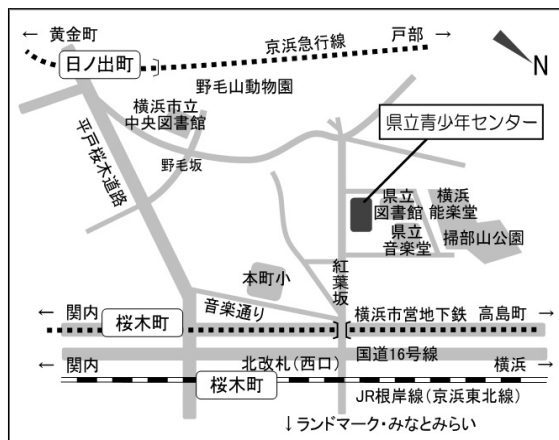 ← 黄金町
京浜急行線
戸部 →
日ノ出町
N
野毛山動物園
横浜市立
中央図書館
県立青少年センター
平戸桜木道路
野毛坂
県立
図書館
横浜
能楽堂
県立
音楽堂
掃部山公園
本町小
紅葉坂
音楽通り
← 関内
桜木町
横浜市営地下鉄
高島町 →
← 関内
北改札(西口)
国道16号線
横浜 →
桜木町
JR根岸線(京浜東北線)
↓ランドマーク・みなとみらい